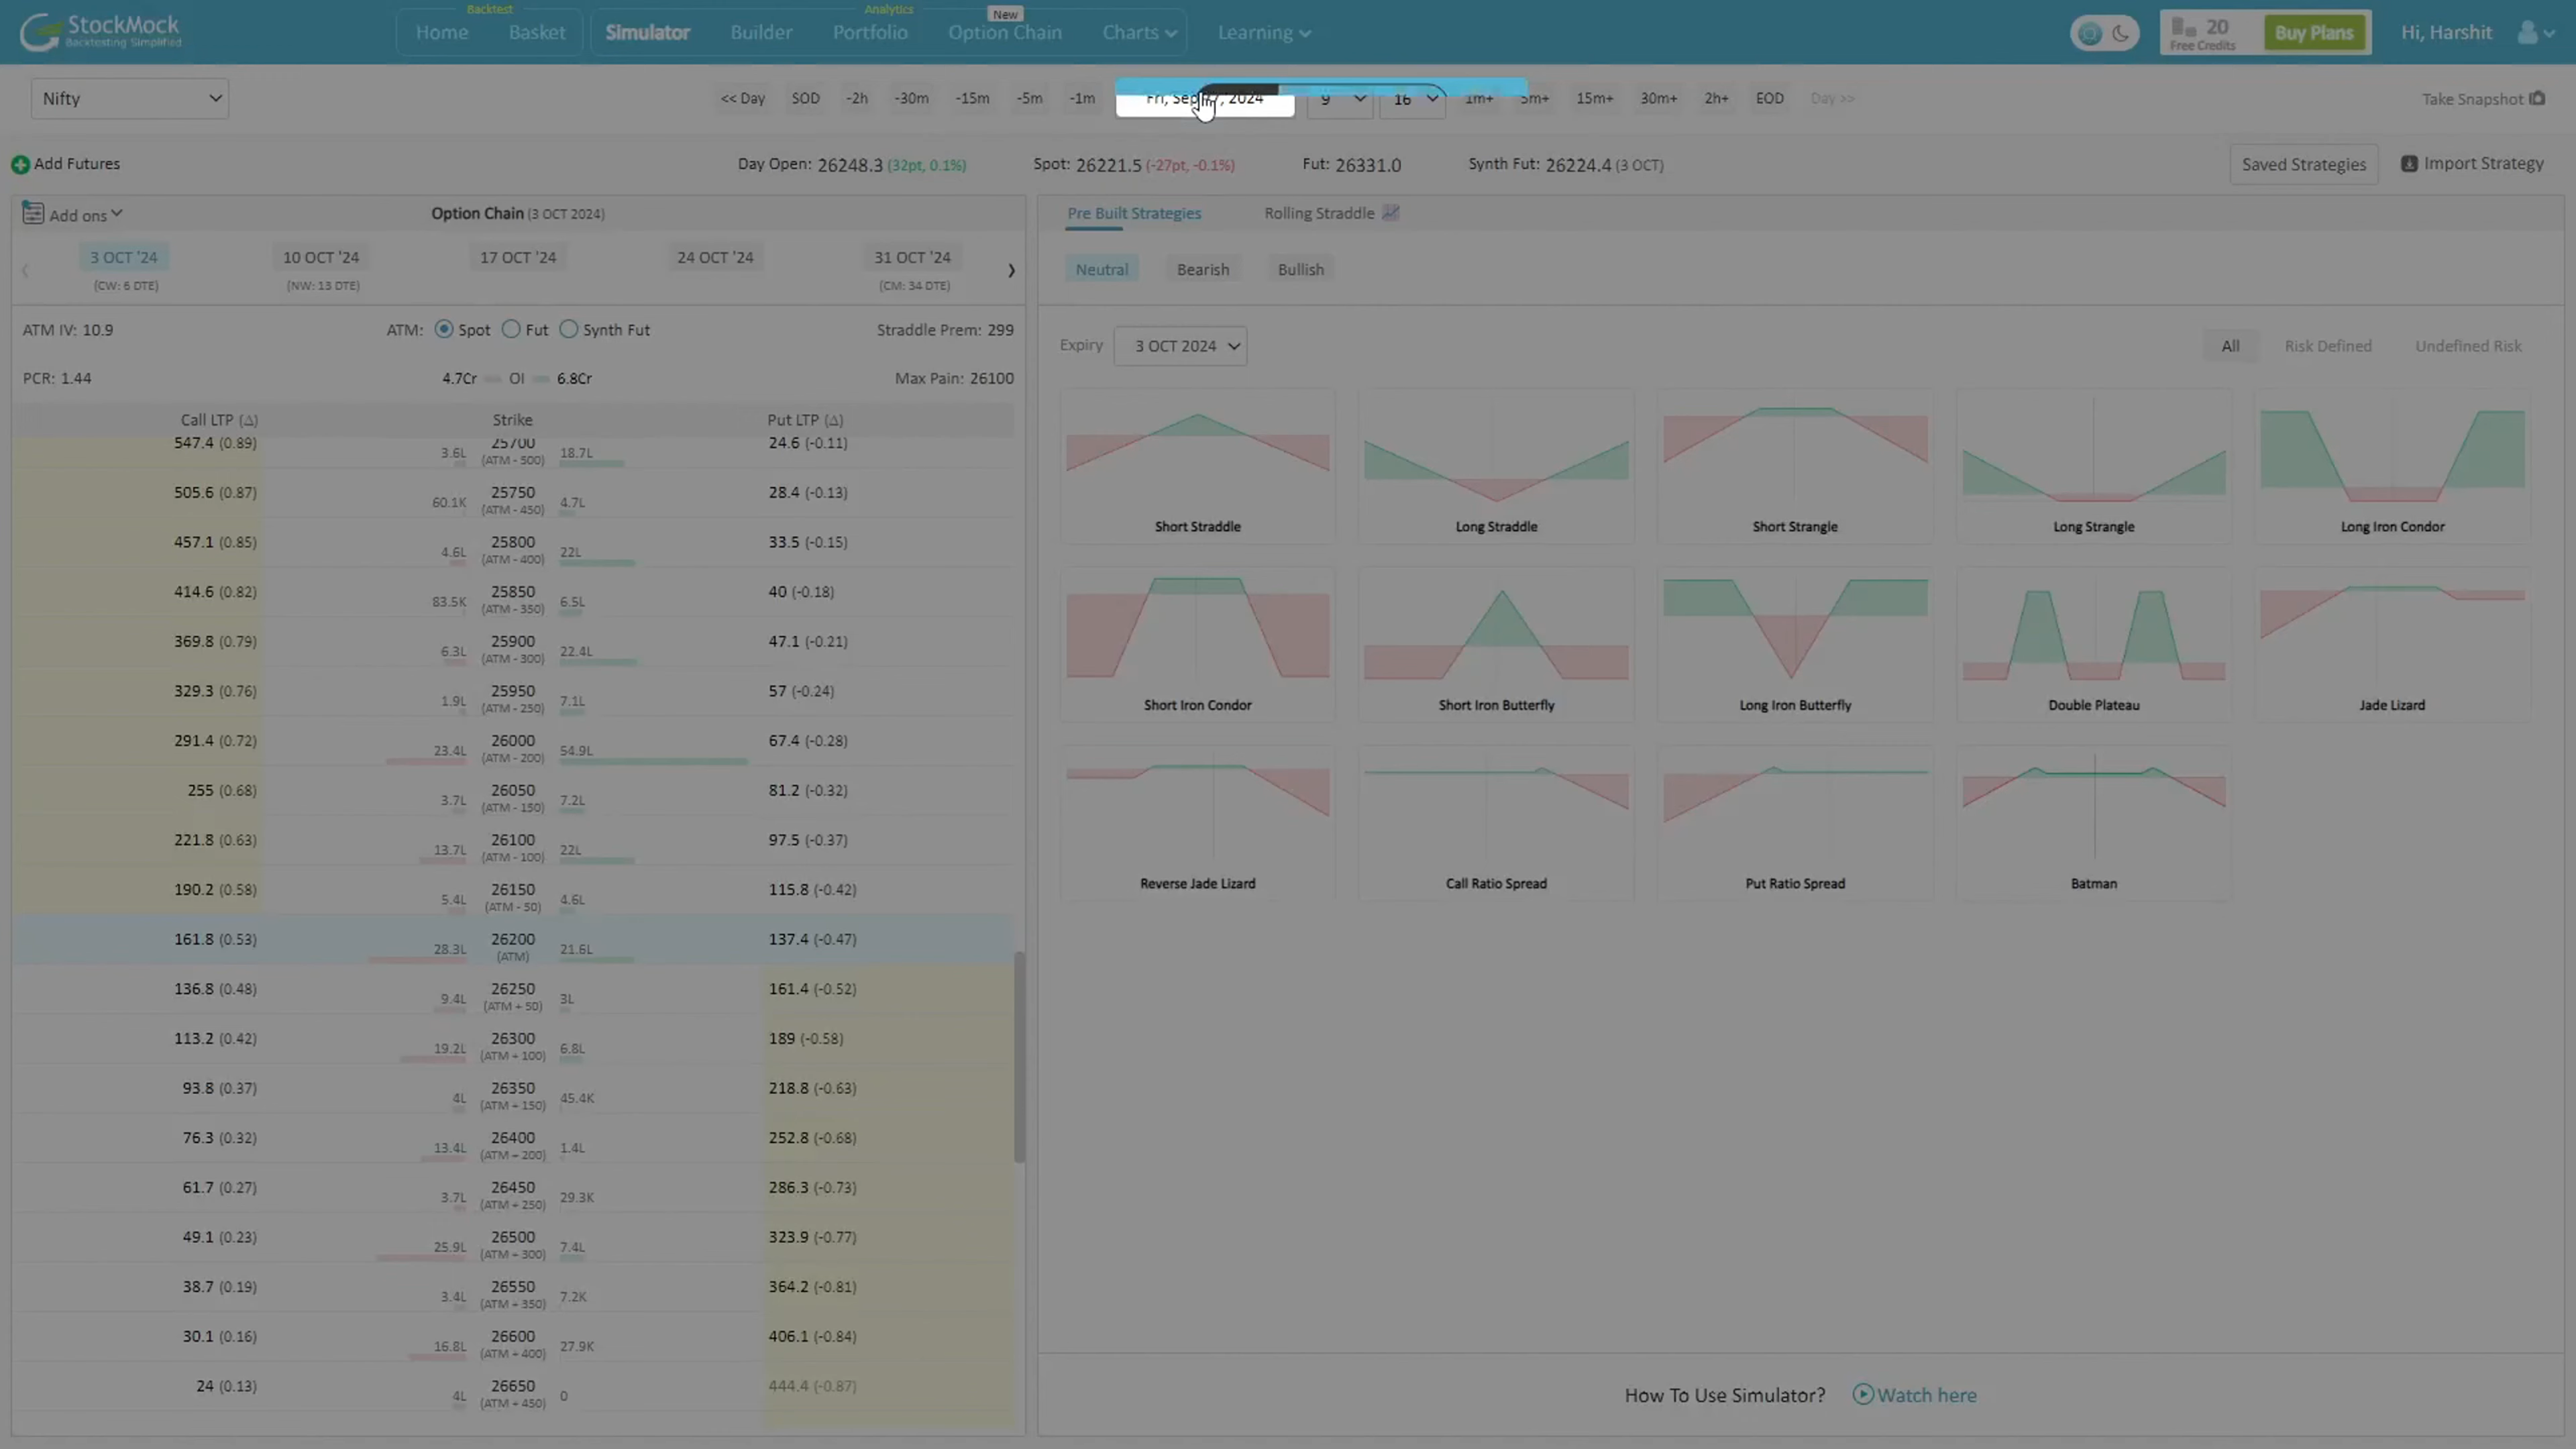 StockMock
Backtesting Simplified
Backtest
Home Basket
Simulator Builder
Analytics
Portfolio
New
Option Chain
Charts
Learning
20
Free Credits
Buy Plans
Hi, Harshit
Nifty
<< Day SOD -2h -30m -15m -5m -1m
2024 9 16 1m+ 5m+ 15m+ 30m+ 2h+ EOD Day >>
Take Snapshot
Add Futures
Day Open: 26248.3 (32pt, 0.1%) Spot: 26221.5 (-27pt, -0.1%) Fut: 26331.0 Synth Fut: 26224.4 (3 OCT)
Saved Strategies Import Strategy
Add ons Option Chain (3 OCT 2024)
3 OCT '24 10 OCT '24 17 OCT '24 24 OCT '24 31 OCT '24
(CW: 6 DTE) (NW: 13 DTE) (CM: 34 DTE)
ATM IV: 10.9 ATM: Spot Fut Synth Fut Straddle Prem: 299
PCR: 1.44 4.7Cr OI 6.8Cr Max Pain: 26100
Call LTP (Δ) Strike Put LTP (Δ)
547.4 (0.89) 3.6L 25700 18.7L 24.6 (-0.11)
(ATM - 500)
505.6 (0.87) 60.1K 25750 4.7L 28.4 (-0.13)
(ATM - 450)
457.1 (0.85) 4.6L 25800 22L 33.5 (-0.15)
(ATM - 400)
414.6 (0.82) 83.5K 25850 6.5L 40 (-0.18)
(ATM - 350)
369.8 (0.79) 6.3L 25900 22.4L 47.1 (-0.21)
(ATM - 300)
329.3 (0.76) 1.9L 25950 7.1L 57 (-0.24)
(ATM - 250)
291.4 (0.72) 23.4L 26000 54.9L 67.4 (-0.28)
(ATM - 200)
255 (0.68) 3.7L 26050 7.2L 81.2 (-0.32)
(ATM - 150)
221.8 (0.63) 13.7L 26100 22L 97.5 (-0.37)
(ATM - 100)
190.2 (0.58) 5.4L 26150 4.6L 115.8 (-0.42)
(ATM - 50)
161.8 (0.53) 28.3L 26200 21.6L 137.4 (-0.47)
(ATM)
136.8 (0.48) 9.4L 26250 3L 161.4 (-0.52)
(ATM + 50)
113.2 (0.42) 19.2L 26300 6.8L 189 (-0.58)
(ATM + 100)
93.8 (0.37) 4L 26350 45.4K 218.8 (-0.63)
(ATM + 150)
76.3 (0.32) 13.4L 26400 1.4L 252.8 (-0.68)
(ATM + 200)
61.7 (0.27) 3.7L 26450 29.3K 286.3 (-0.73)
(ATM + 250)
49.1 (0.23) 25.9L 26500 7.4L 323.9 (-0.77)
(ATM + 300)
38.7 (0.19) 3.4L 26550 7.2K 364.2 (-0.81)
(ATM + 350)
30.1 (0.16) 16.8L 26600 27.9K 406.1 (-0.84)
(ATM + 400)
24 (0.13) 4L 26650 0 444.4 (-0.87)
(ATM + 450)
Pre Built Strategies Rolling Straddle
Neutral Bearish Bullish
Expiry 3 OCT 2024 All Risk Defined Undefined Risk
Short Straddle Long Straddle Short Strangle Long Strangle Long Iron Condor
Short Iron Condor Short Iron Butterfly Long Iron Butterfly Double Plateau Jade Lizard
Reverse Jade Lizard Call Ratio Spread Put Ratio Spread Batman
How To Use Simulator? Watch here